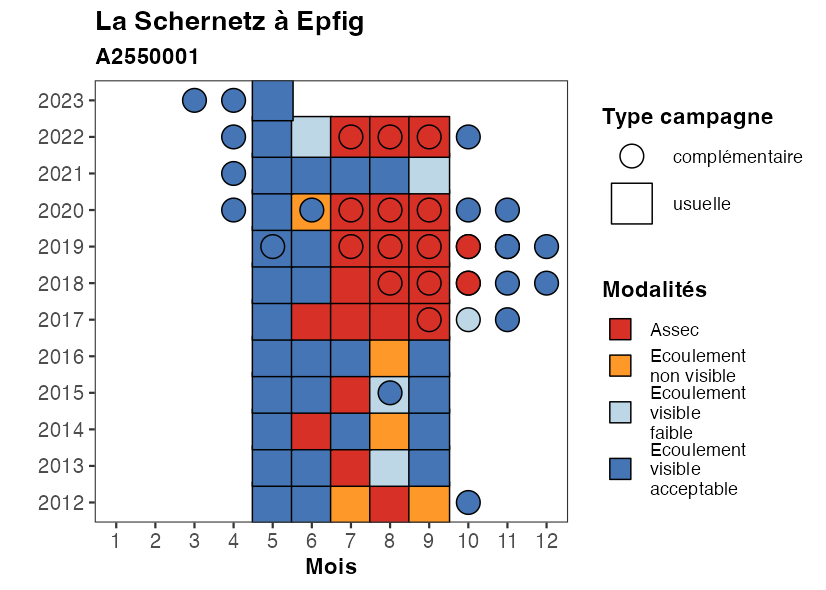 La Schernetz à Epfig
A2550001
2023
2022
2021
2020
2019
2018
2017
2016
2015
2014
2013
2012
1 2 3 4 5 6 7 8 9 10 11 12
Mois
Type campagne
complémentaire
usuelle
Modalités
Assec
Ecoulement
non visible
Ecoulement
visible
faible
Ecoulement
visible
acceptable